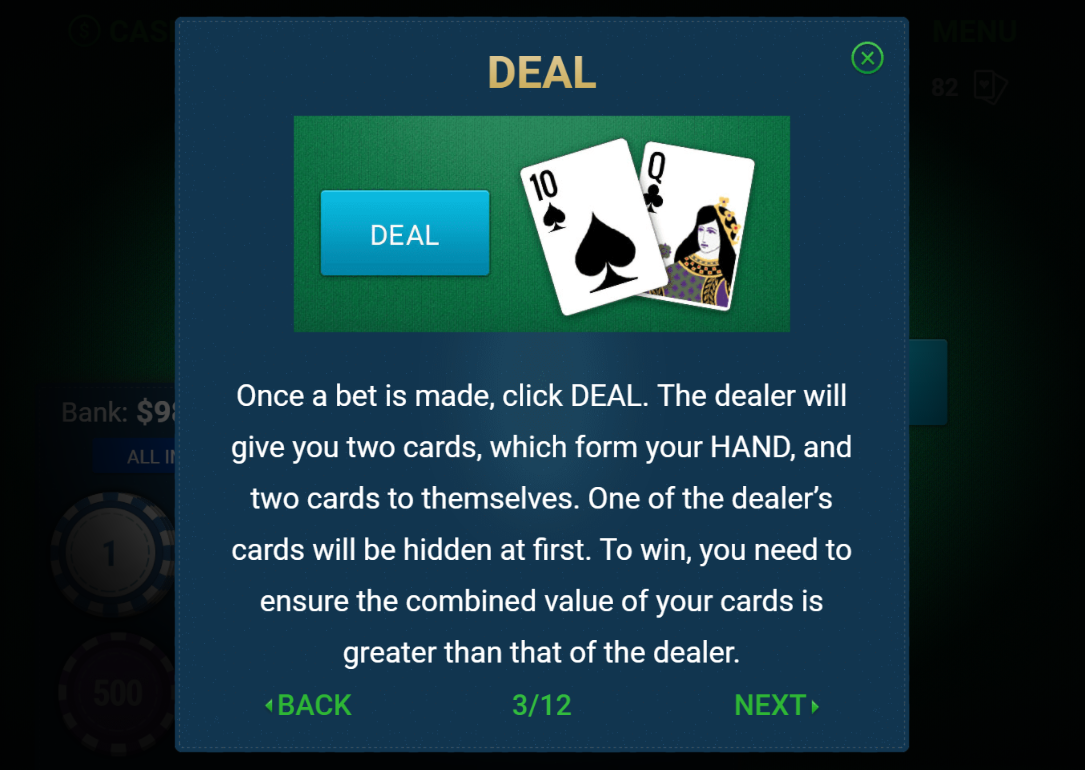 MENU
82
DEAL
10
Q
DEAL
Once a bet is made, click DEAL. The dealer will
give you two cards, which form your HAND, and
two cards to themselves. One of the dealer’s
cards will be hidden at first. To win, you need to
ensure the combined value of your cards is
greater than that of the dealer.
BACK 3/12 NEXT
Bank:
ALL
1
500